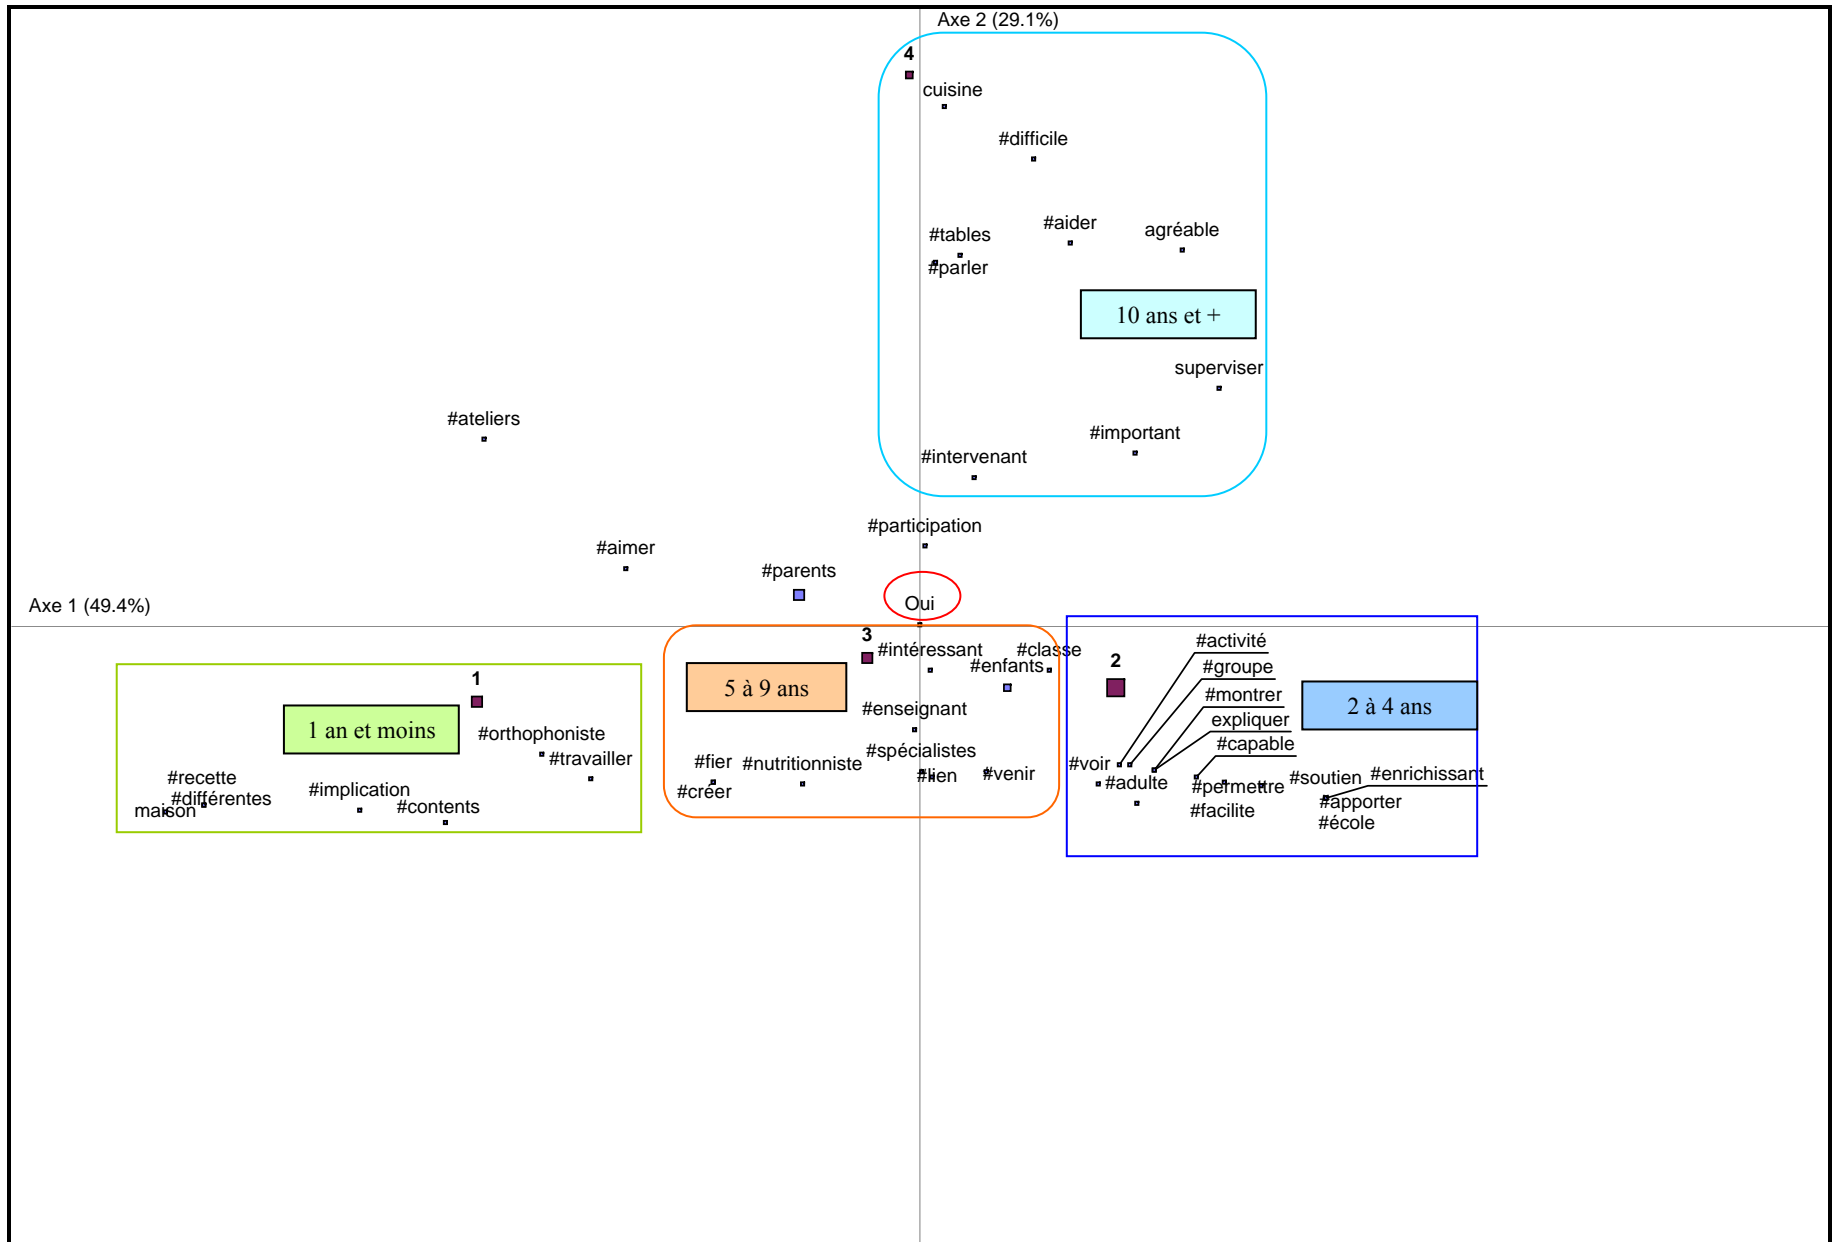 Axe 2 (29.1%)
4
cuisine
#difficile
#aider
agréable
#tables
#parler
10 ans et +
superviser
#ateliers
#important
#intervenant
#participation
#aimer
#parents
Axe 1 (49.4%)
Oui
3
#intéressant
#classe
#enfants
2
#activité
#groupe
#montrer
expliquer
#capable
2 à 4 ans
1
5 à 9 ans
1 an et moins
#enseignant
#orthophoniste
#travailler
#spécialistes
#fier
#nutritionniste
#lien
#venir
#créer
#voir
#adulte
#permettre
#facilite
#soutien
#enrichissant
#apporter
#école
#recette
#différentes
maison
#implication
#contents